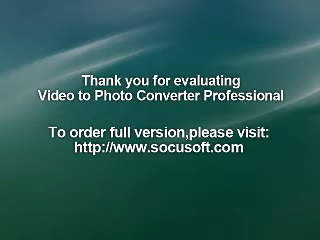 Thank you for evaluating
Video to Photo Converter Professional
To order full version,please visit:
http://www.socusoft.com